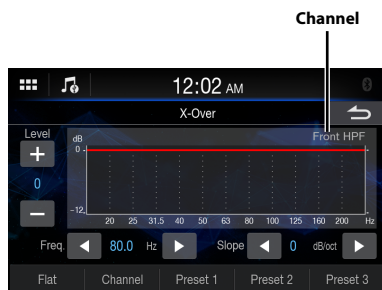 Channel
12:02 AM
X-Over
Level
dB
Front HPF
+
0
0
−
−12
20 25 31.5 40 50 63 80 100 125 160 200 Hz
Freq. 80.0 Hz Slope 0 dB/oct
Flat Channel Preset 1 Preset 2 Preset 3